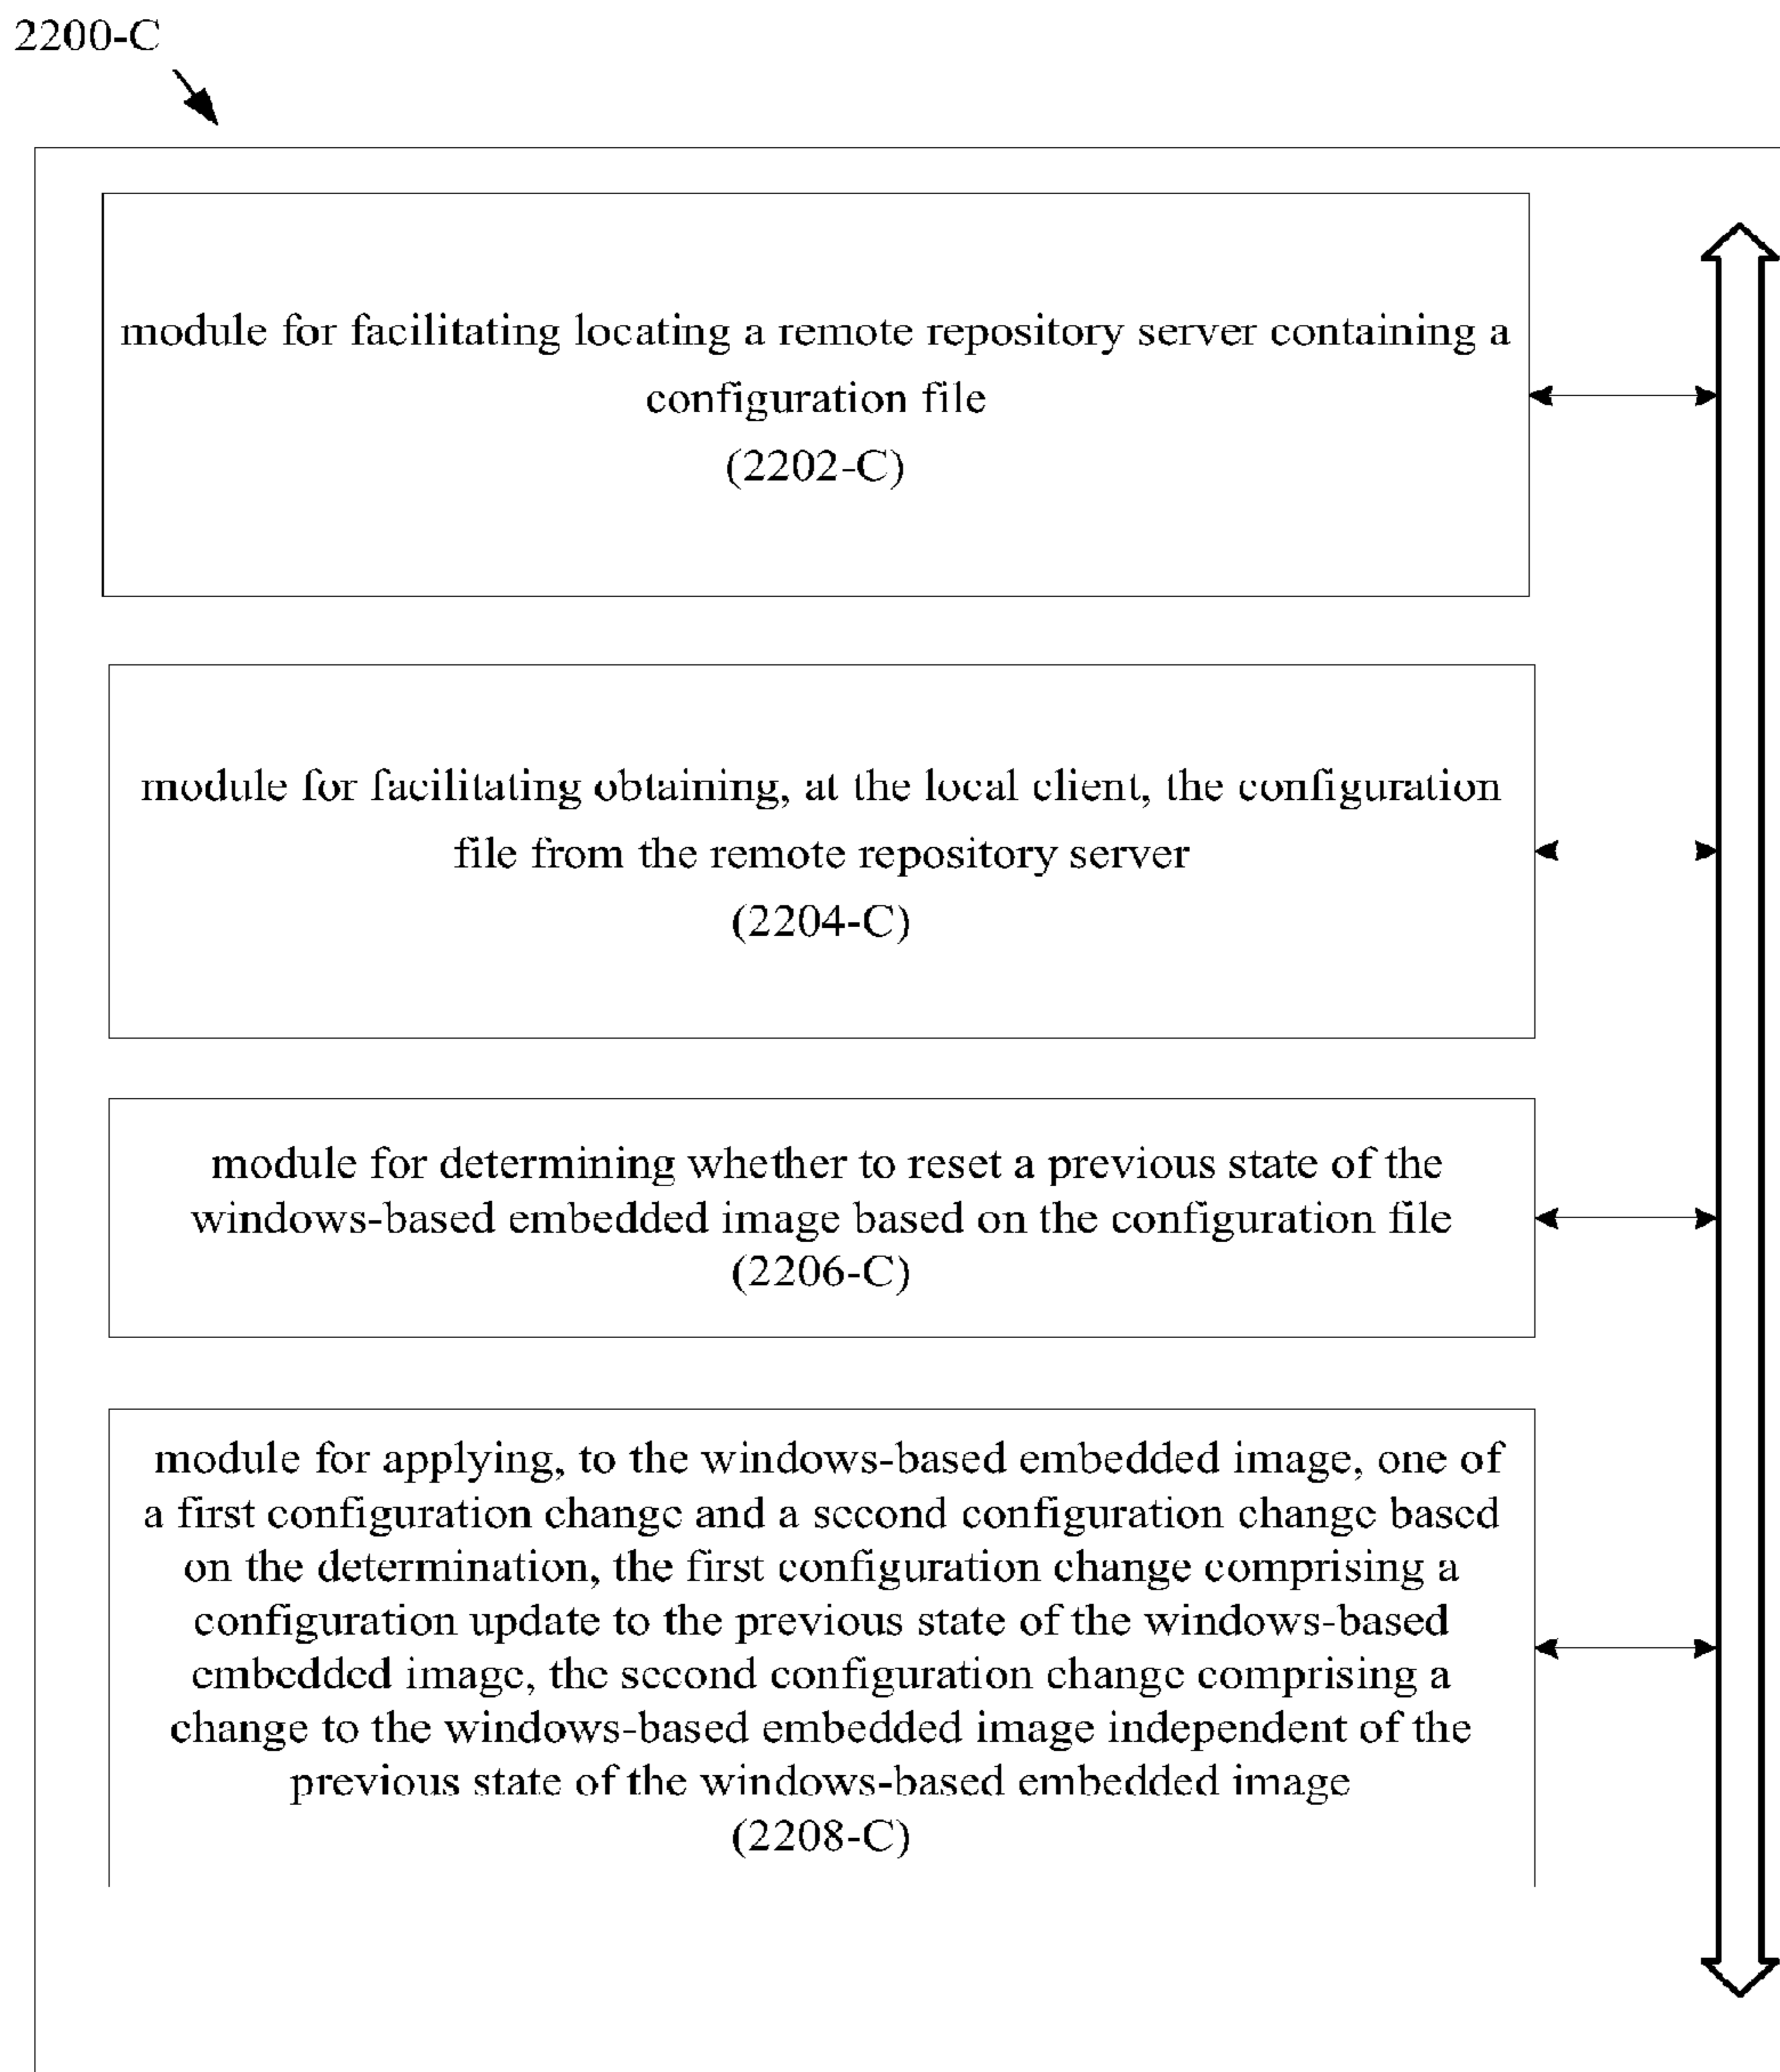 2200-C
module for facilitating locating a remote repository server containing a
configuration file
(2202-C)
module for facilitating obtaining, at the local client, the configuration
file from the remote repository server
(2204-C)
module for determining whether to reset a previous state of the
windows-based embedded image based on the configuration file
(2206-C)
module for applying, to the windows-based embedded image, one of
a first configuration change and a second configuration change based
on the determination, the first configuration change comprising a
configuration update to the previous state of the windows-based
embedded image, the second configuration change comprising a
change to the windows-based embedded image independent of the
previous state of the windows-based embedded image
(2208-C)